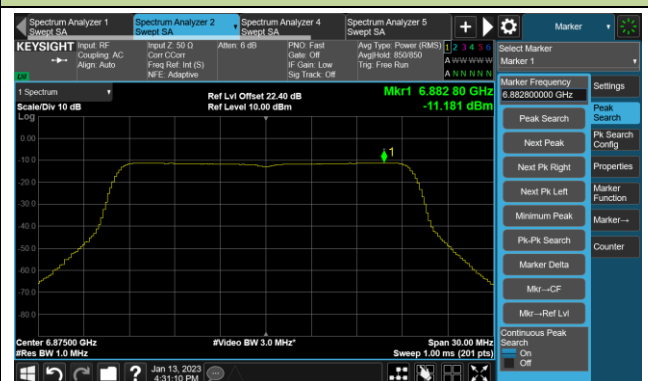 Spectrum Analyzer 1
Swept SA
Spectrum Analyzer 2
Swept SA
Spectrum Analyzer 4
Swept SA
Spectrum Analyzer 5
Swept SA
+
Marker
KEYSIGHT
Input: RF
Coupling: AC
Align: Auto
Input Z: 50 Ω
Corr CCorr
Freq Ref: Int (S)
NFE: Adaptive
Atten: 6 dB
PNO: Fast
Gate: Off
IF Gain: Low
Sig Track: Off
Avg Type: Power (RMS)
Avg|Hold: 850/850
Trig: Free Run
1 2 3 4 5 6
A W W W W W
A N N N N N
Select Marker
Marker 1
LXI
1 Spectrum
Scale/Div 10 dB
Log
Ref Lvl Offset 22.40 dB
Ref Level 10.00 dBm
Mkr1 6.882 80 GHz
-11.181 dBm
1
0.00
-10.0
-20.0
-30.0
-40.0
-50.0
-60.0
-70.0
-80.0
Center 6.87500 GHz
#Res BW 1.0 MHz
#Video BW 3.0 MHz*
Span 30.00 MHz
Sweep 1.00 ms (201 pts)
Marker Frequency
6.882800000 GHz
Peak Search
Next Peak
Next Pk Right
Next Pk Left
Minimum Peak
Pk-Pk Search
Marker Delta
Mkr→CF
Mkr→Ref Lvl
Continuous Peak
Search
On
Off
Settings
Peak
Search
Pk Search
Config
Properties
Marker
Function
Marker→
Counter
?
Jan 13, 2023
4:31:10 PM